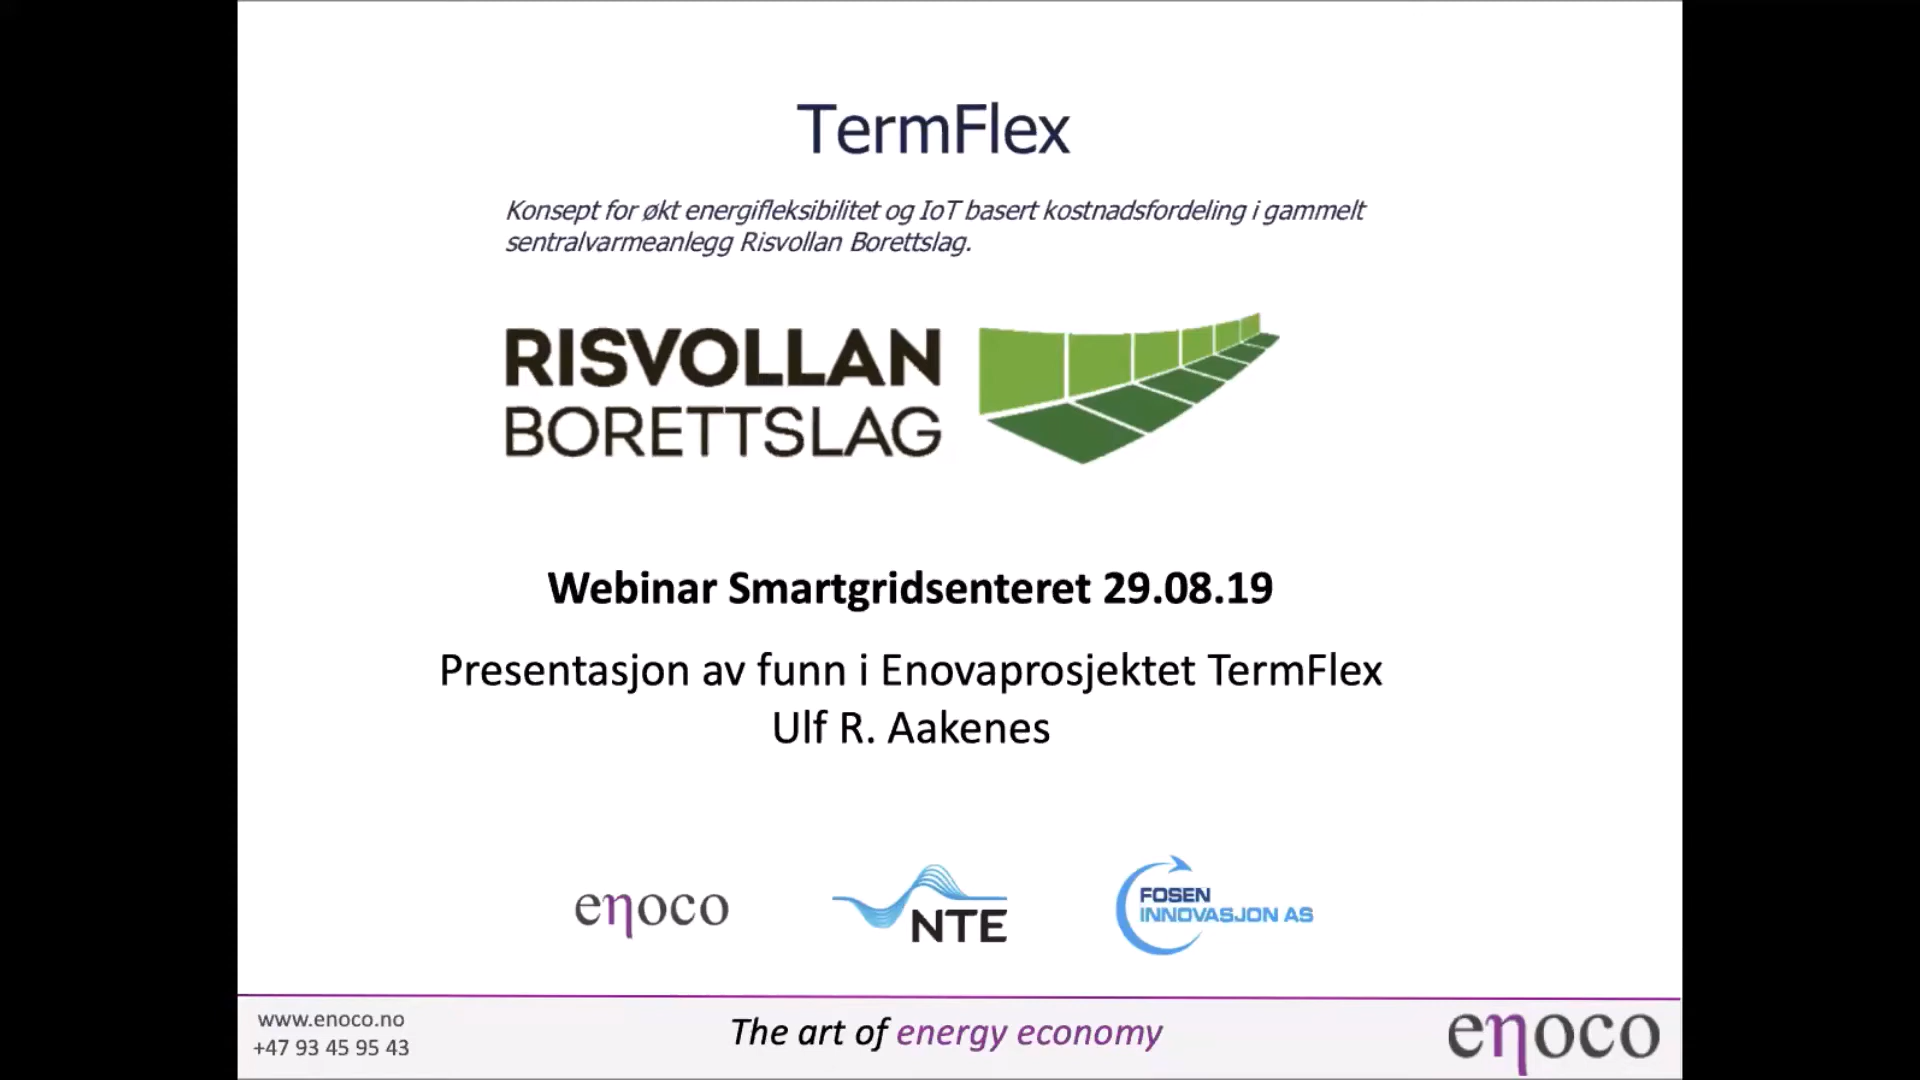 TermFlex
Konsept for økt energifleksibilitet og IoT basert kostnadsfordeling i gammelt
sentralvarmeanlegg Risvollan Borettslag.
RISVOLLAN
BORETTSLAG
Webinar Smartgridsenteret 29.08.19
Presentasjon av funn i Enovaprosjektet TermFlex
Ulf R. Aakenes
eηoco
NTE
FOSEN
INNOVASJON AS
www.enoco.no
+47 93 45 95 43
The art of energy economy
eηoco